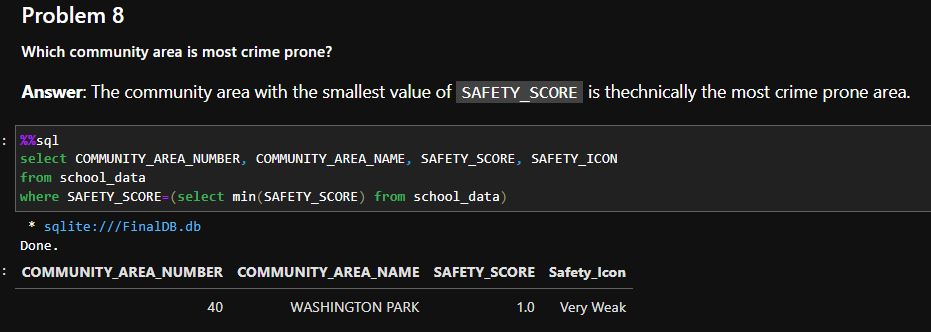 Problem 8
Which community area is most crime prone?
Answer: The community area with the smallest value of SAFETY_SCORE is thechnically the most crime prone area.
: %%sql
select COMMUNITY_AREA_NUMBER, COMMUNITY_AREA_NAME, SAFETY_SCORE, SAFETY_ICON
from school_data
where SAFETY_SCORE=(select min(SAFETY_SCORE) from school_data)
* sqlite:///FinalDB.db
Done.
: COMMUNITY_AREA_NUMBER COMMUNITY_AREA_NAME SAFETY_SCORE Safety_Icon
40 WASHINGTON PARK 1.0 Very Weak